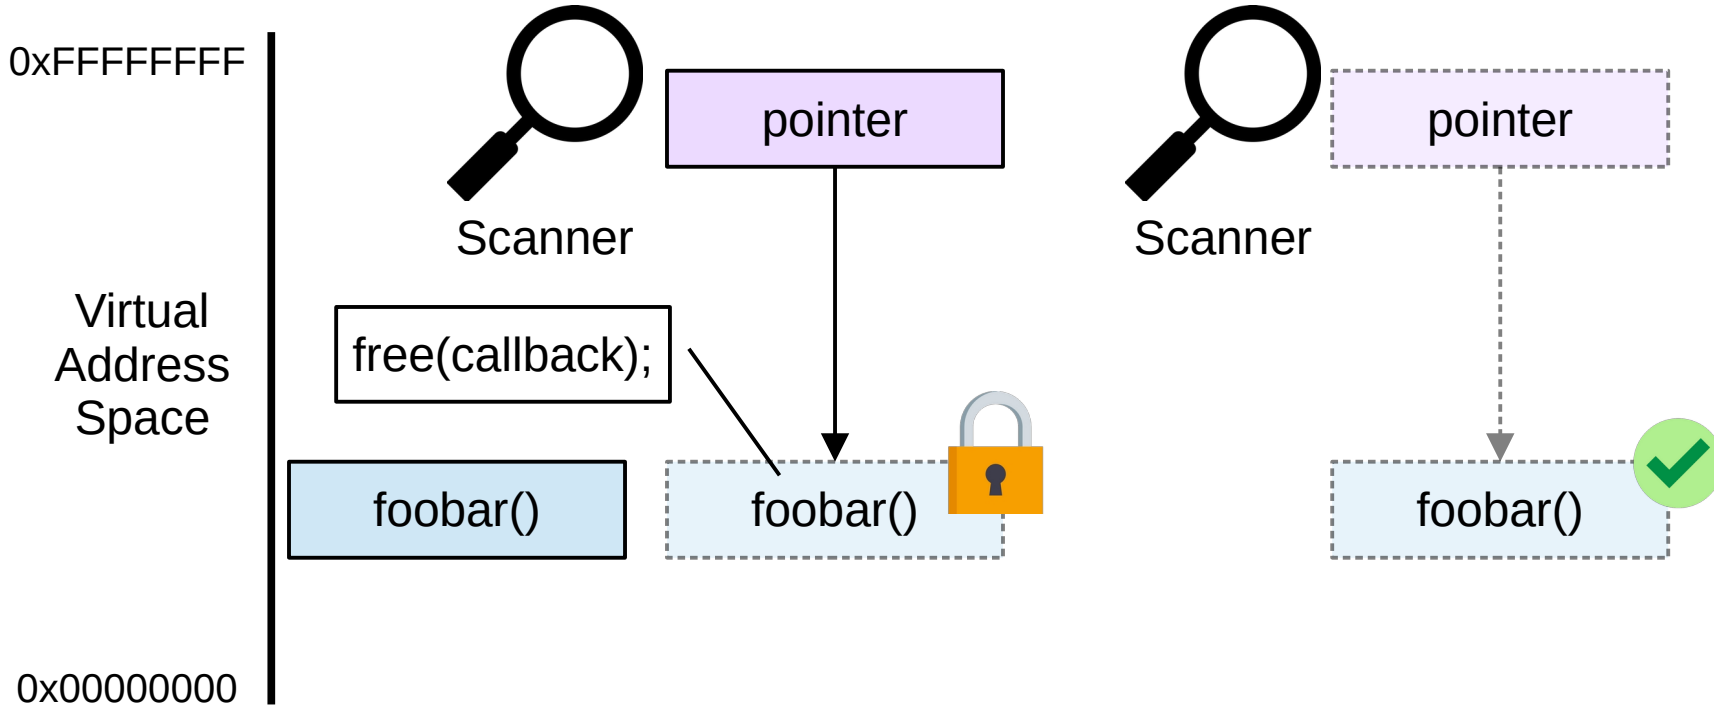 0xFFFFFFFF
pointer
pointer
Scanner
Scanner
Virtual
Address
Space
free(callback);
foobar()
foobar()
foobar()
0x00000000